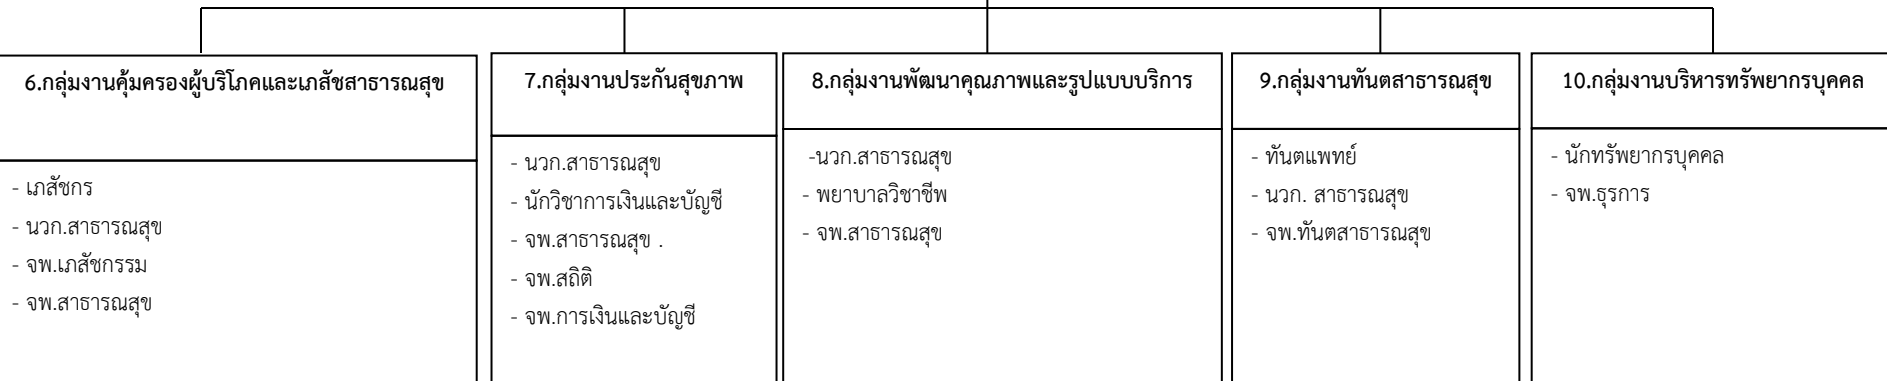 6.กลุ่มงานคุ้มครองผู้บริโภคและเภสัชสาธารณสุข
- เภสัชกร
- นวก.สาธารณสุข
- จพ.เภสัชกรรม
- จพ.สาธารณสุข
7.กลุ่มงานประกันสุขภาพ
- นวก.สาธารณสุข
- นักวิชาการเงินและบัญชี
- จพ.สาธารณสุข .
- จพ.สถิติ
- จพ.การเงินและบัญชี
8.กลุ่มงานพัฒนาคุณภาพและรูปแบบบริการ
-นวก.สาธารณสุข
- พยาบาลวิชาชีพ
- จพ.สาธารณสุข
9.กลุ่มงานทันตสาธารณสุข
- ทันตแพทย์
- นวก. สาธารณสุข
- จพ.ทันตสาธารณสุข
10.กลุ่มงานบริหารทรัพยากรบุคคล
- นักทรัพยากรบุคคล
- จพ.ธุรการ